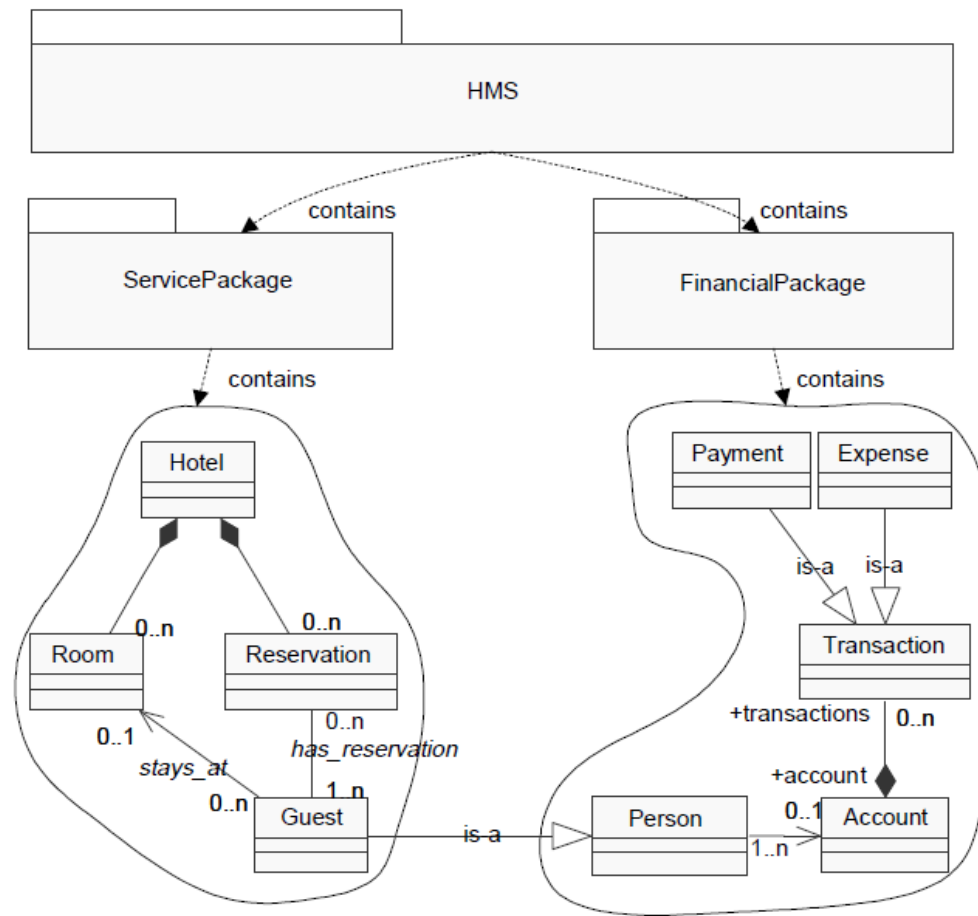 HMS
contains
contains
ServicePackage
FinancialPackage
contains
contains
Hotel
Payment
Expense
is-a
is-a
0..n
0..n
Room
Reservation
Transaction
0..1
0..n
+transactions
0..n
has_reservation
stays_at
+account
0..n
1..n
0..1
Guest
is-a
Person
1..n
Account